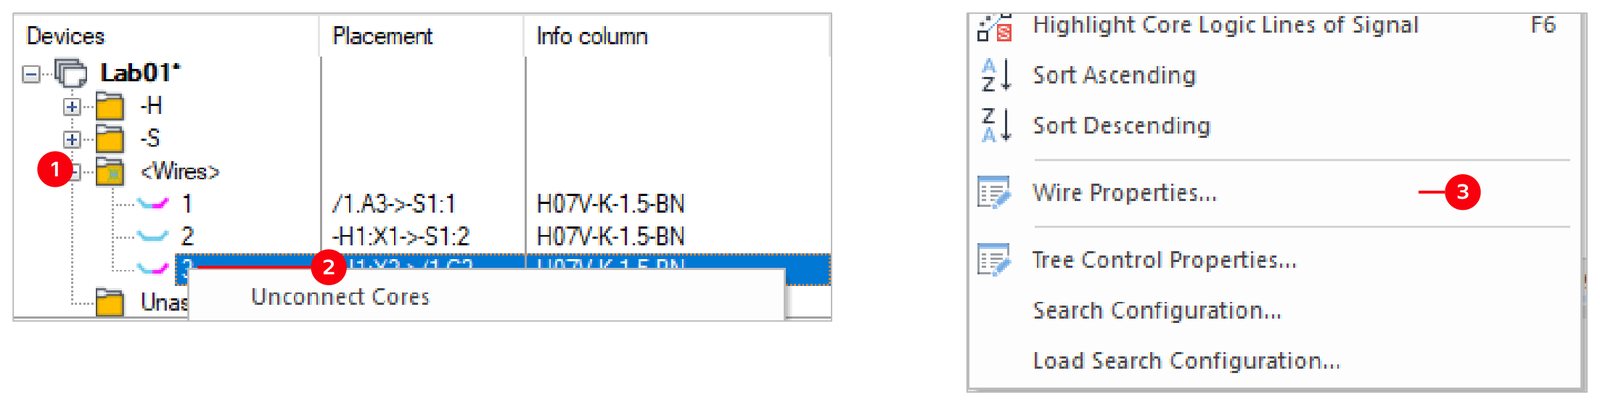 Devices Placement Info column
Lab01*
-H
-S
1 <Wires>
1 /1.A3->-S1:1 H07V-K-1.5-BN
2 -H1:X1->-S1:2 H07V-K-1.5-BN
2
Unas
Unconnect Cores
Highlight Core Logic Lines of Signal F6
Sort Ascending
Sort Descending
Wire Properties... 3
Tree Control Properties...
Search Configuration...
Load Search Configuration...